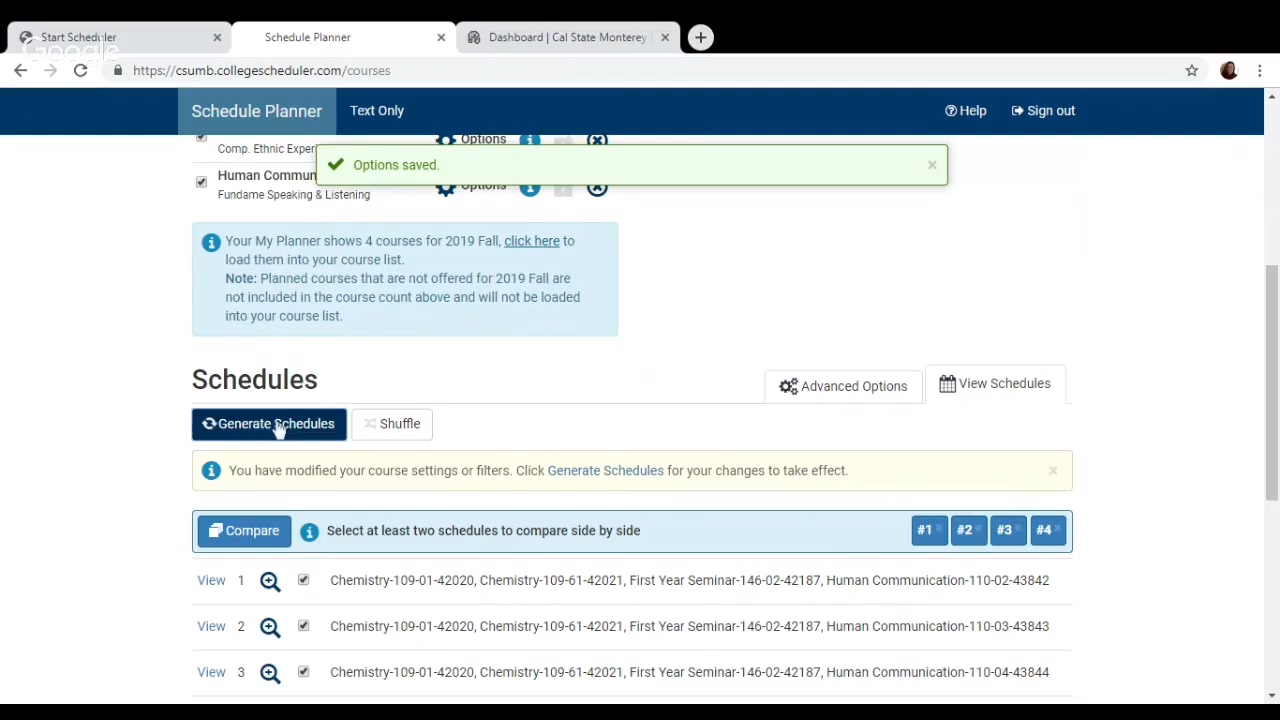 Start Scheduler
Schedule Planner
Dashboard | Cal State Monterey
Google
https://csumb.collegescheduler.com/courses
Schedule Planner
Text Only
Help
Sign out
Options
Comp. Ethnic Exper
Options saved.
Human Commun
Options
Fundame Speaking & Listening
Your My Planner shows 4 courses for 2019 Fall, click here to
load them into your course list.
Note: Planned courses that are not offered for 2019 Fall are
not included in the course count above and will not be loaded
into your course list.
Schedules
Advanced Options
View Schedules
Generate Schedules
Shuffle
You have modified your course settings or filters. Click Generate Schedules for your changes to take effect.
Compare
Select at least two schedules to compare side by side
#1 #2 #3 #4
View 1 Chemistry-109-01-42020, Chemistry-109-61-42021, First Year Seminar-146-02-42187, Human Communication-110-02-43842
View 2 Chemistry-109-01-42020, Chemistry-109-61-42021, First Year Seminar-146-02-42187, Human Communication-110-03-43843
View 3 Chemistry-109-01-42020, Chemistry-109-61-42021, First Year Seminar-146-02-42187, Human Communication-110-04-43844